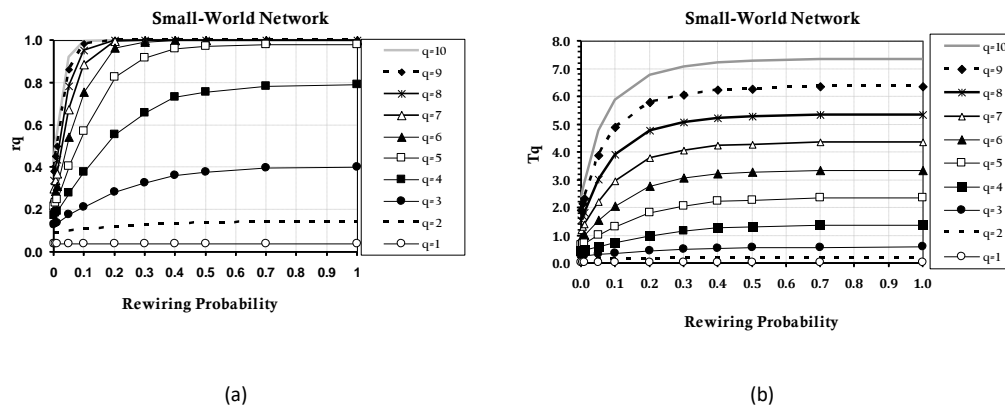 Small-World Network
1.0
0.8
0.6
0.4
0.2
0.0
rq
0 0.1 0.2 0.3 0.4 0.5 0.6 0.7 0.8 0.9 1
Rewiring Probability
q=10
q=9
q=8
q=7
q=6
q=5
q=4
q=3
q=2
q=1
(a)
Small-World Network
8.0
7.0
6.0
5.0
4.0
3.0
2.0
1.0
0.0
Tq
0.0 0.1 0.2 0.3 0.4 0.5 0.6 0.7 0.8 0.9 1.0
Rewiring Probability
q=10
q=9
q=8
q=7
q=6
q=5
q=4
q=3
q=2
q=1
(b)